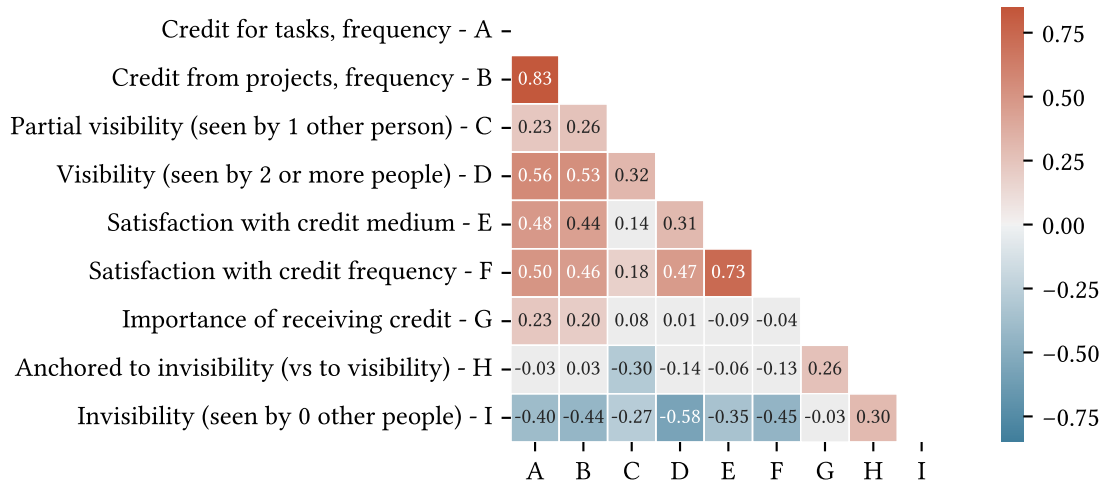 Credit for tasks, frequency - A
Credit from projects, frequency - B
0.83
Partial visibility (seen by 1 other person) - C
0.23 0.26
Visibility (seen by 2 or more people) - D
0.56 0.53 0.32
Satisfaction with credit medium - E
0.48 0.44 0.14 0.31
Satisfaction with credit frequency - F
0.50 0.46 0.18 0.47 0.73
Importance of receiving credit - G
0.23 0.20 0.08 0.01 -0.09 -0.04
Anchored to invisibility (vs to visibility) - H
-0.03 0.03 -0.30 -0.14 -0.06 -0.13 0.26
Invisibility (seen by 0 other people) - I
-0.40 -0.44 -0.27 -0.58 -0.35 -0.45 -0.03 0.30
A B C D E F G H I
0.75
0.50
0.25
0.00
−0.25
−0.50
−0.75